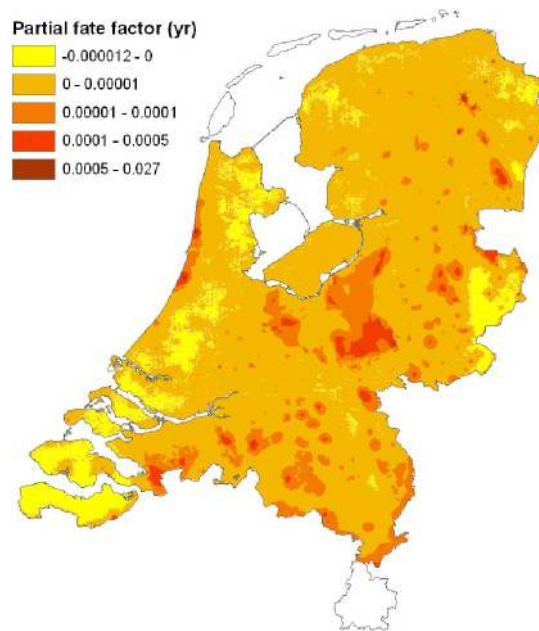 Partial fate factor (yr)
-0.000012 - 0
0 - 0.00001
0.00001 - 0.0001
0.0001 - 0.0005
0.0005 - 0.027